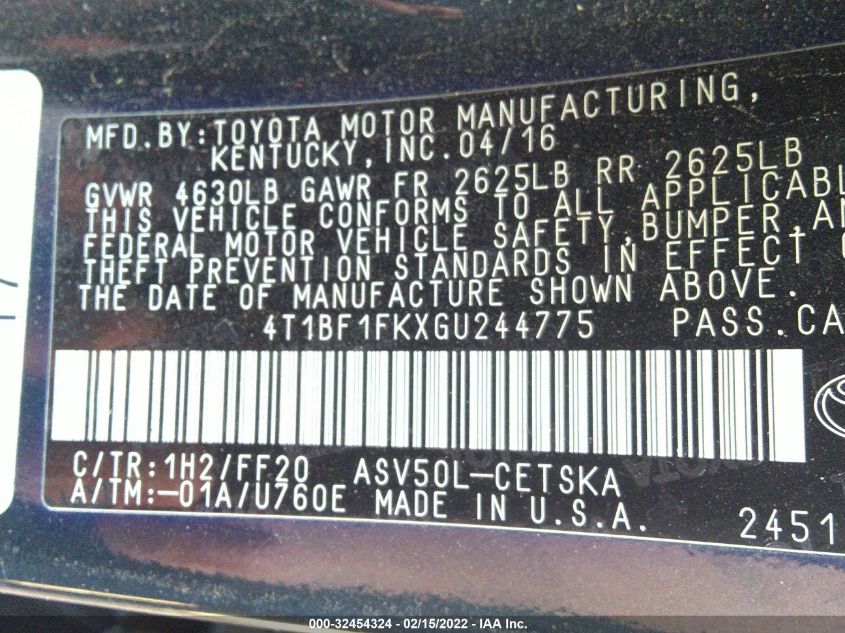 MFD.BY:TOYOTA MOTOR MANUFACTURING,
KENTUCKY,INC.04/16
GVWR 4630LB GAWR FR 2625LB RR 2625LB
THIS VEHICLE CONFORMS TO ALL APPLICABL
FEDERAL MOTOR VEHICLE SAFETY,BUMPER,AN
THEFT PREVENTION STANDARDS IN EFFECT O
THE DATE OF MANUFACTURE SHOWN ABOVE.
4T1BF1FKXGU244775 PASS.CA
C/TR:1H2/FF20 ASV50L-CETSKA
A/TM:-01A/U760E MADE IN U.S.A.
2451
000-32454324 - 02/15/2022 - IAA Inc.